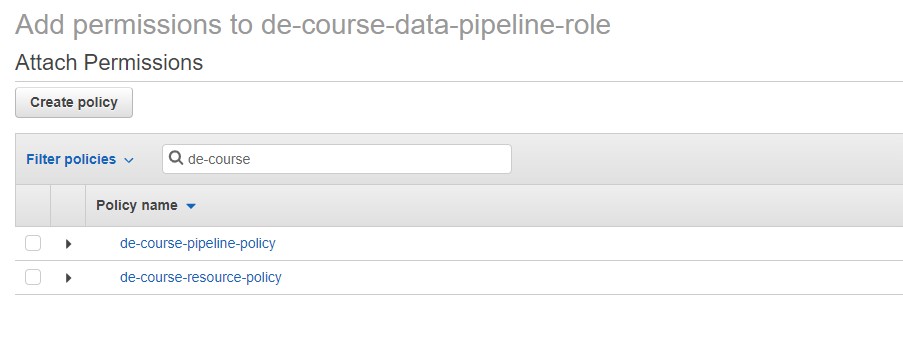 Add permissions to de-course-data-pipeline-role
Attach Permissions
Create policy
Filter policies
de-course
Policy name
de-course-pipeline-policy
de-course-resource-policy